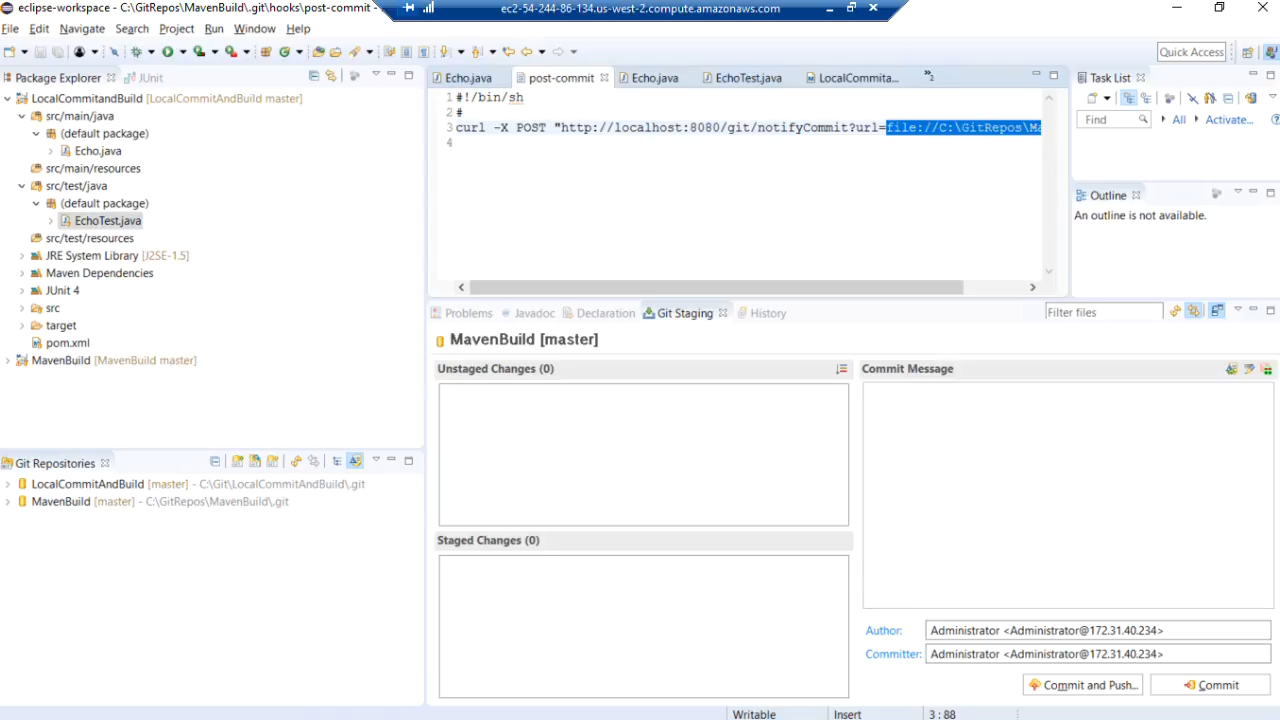 eclipse-workspace - C:\GitRepos\MavenBuild\.git\hooks\post-commit -
ec2-54-244-86-134.us-west-2.compute.amazonaws.com
File Edit Navigate Search Project Run Window Help
Quick Access
Package Explorer JUnit
LocalCommitandBuild [LocalCommitAndBuild master]
src/main/java
(default package)
Echo.java
src/main/resources
src/test/java
(default package)
EchoTest.java
src/test/resources
JRE System Library [J2SE-1.5]
Maven Dependencies
JUnit 4
src
target
pom.xml
MavenBuild [MavenBuild master]
Git Repositories
LocalCommitAndBuild [master] - C:\Git\LocalCommitAndBuild\.git
MavenBuild [master] - C:\GitRepos\MavenBuild\.git
Echo.java post-commit Echo.java EchoTest.java LocalCommita... »2
1 #!/bin/sh
2 #
3 curl -X POST "http://localhost:8080/git/notifyCommit?url=file://C:\GitRepos\Ma
4
Task List
Find All Activate...
Outline
An outline is not available.
Problems Javadoc Declaration Git Staging History
Filter files
MavenBuild [master]
Unstaged Changes (0)
Staged Changes (0)
Commit Message
Author: Administrator <Administrator@172.31.40.234>
Committer: Administrator <Administrator@172.31.40.234>
Commit and Push... Commit
Writable Insert 3 : 88